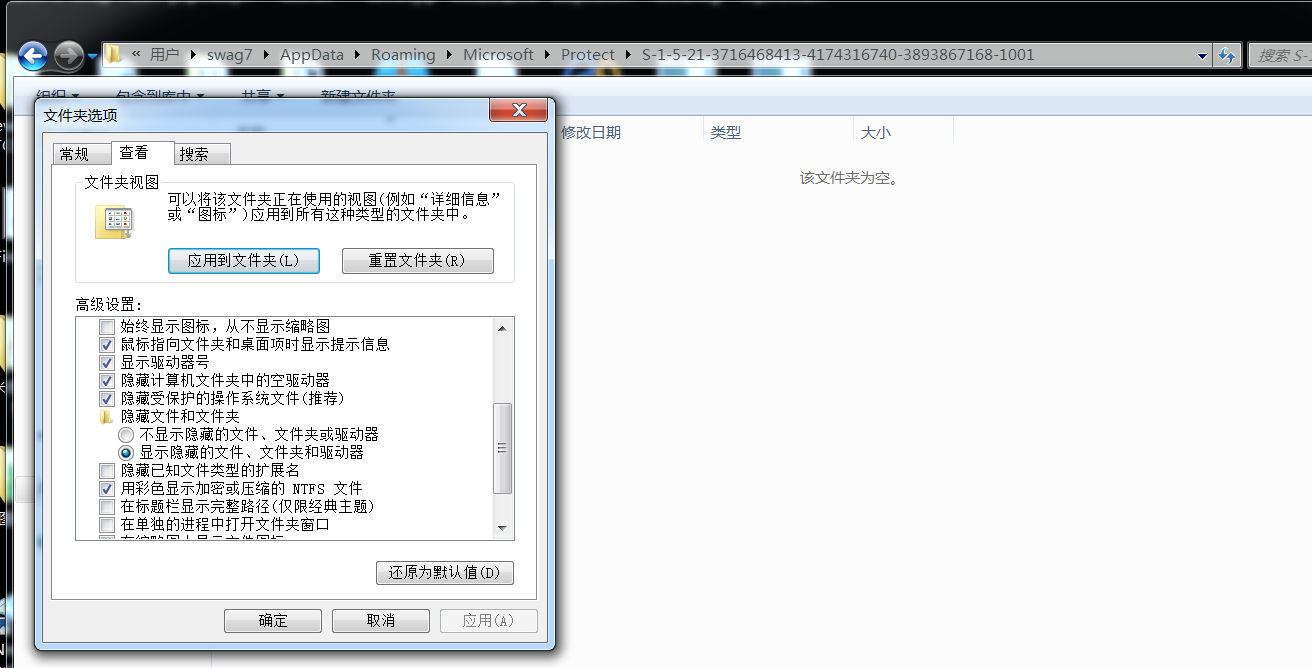 « 用户 ▸ swag7 ▸ AppData ▸ Roaming ▸ Microsoft ▸ Protect ▸ S-1-5-21-3716468413-4174316740-3893867168-1001
搜索 S-1
组织 包含到库中 共享 新建文件夹
文件夹选项
修改日期 类型 大小
常规 查看 搜索
该文件夹为空。
文件夹视图
可以将该文件夹正在使用的视图(例如“详细信息”
或“图标”)应用到所有这种类型的文件夹中。
应用到文件夹(L) 重置文件夹(R)
高级设置:
始终显示图标，从不显示缩略图
鼠标指向文件夹和桌面项时显示提示信息
显示驱动器号
隐藏计算机文件夹中的空驱动器
隐藏受保护的操作系统文件(推荐)
隐藏文件和文件夹
不显示隐藏的文件、文件夹或驱动器
显示隐藏的文件、文件夹和驱动器
隐藏已知文件类型的扩展名
用彩色显示加密或压缩的 NTFS 文件
在标题栏显示完整路径(仅限经典主题)
在单独的进程中打开文件夹窗口
在缩略图上显示文件图标
还原为默认值(D)
确定 取消 应用(A)